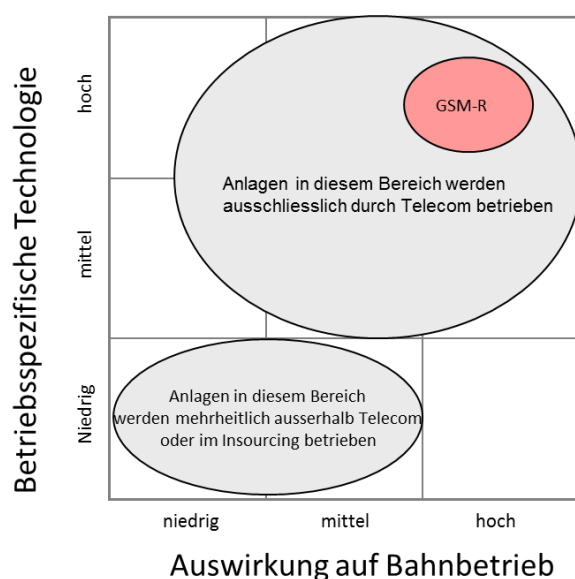 Betriebsspezifische Technologie
hoch
mittel
Niedrig
GSM-R
Anlagen in diesem Bereich werden
ausschliesslich durch Telecom betrieben
Anlagen in diesem Bereich
werden mehrheitlich ausserhalb Telecom
oder im Insourcing betrieben
niedrig
mittel
hoch
Auswirkung auf Bahnbetrieb